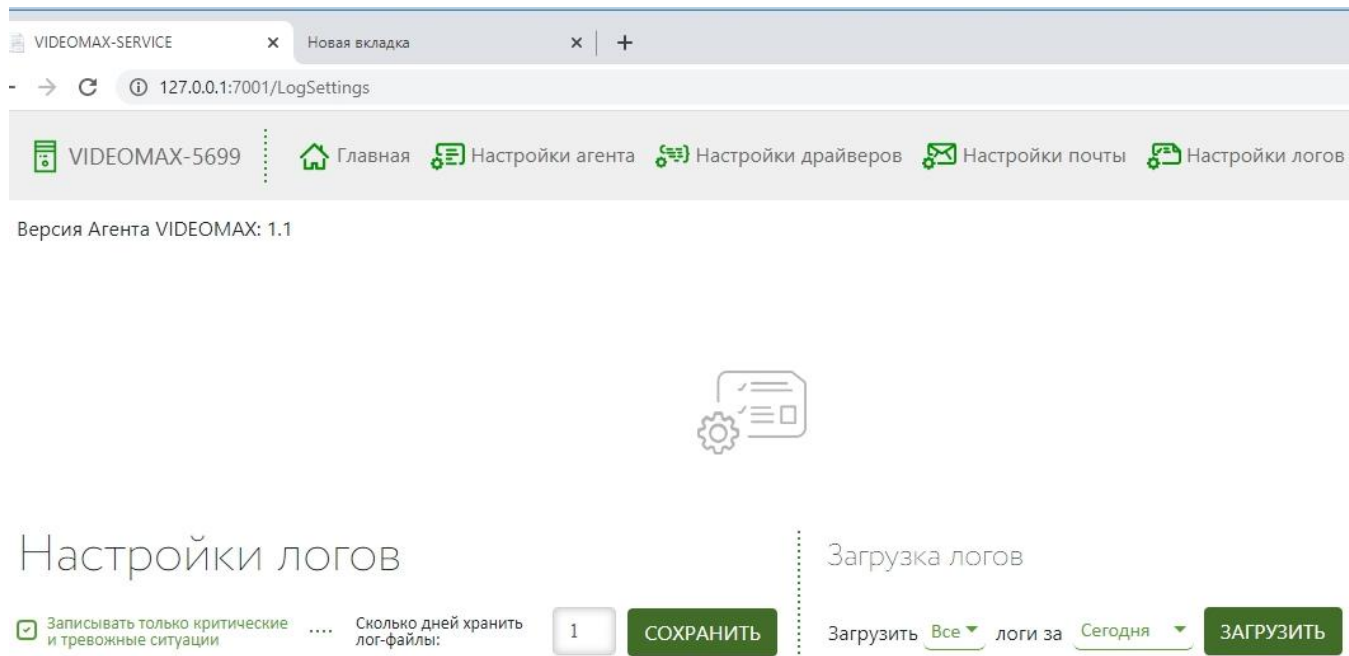 VIDEOMAX-SERVICE Новая вкладка
127.0.0.1:7001/LogSettings
VIDEOMAX-5699 Главная Настройки агента Настройки драйверов Настройки почты Настройки логов
Версия Агента VIDEOMAX: 1.1
Настройки логов
Записывать только критические
и тревожные ситуации
Сколько дней хранить
лог-файлы:
1
СОХРАНИТЬ
Загрузка логов
Загрузить Все логи за Сегодня ЗАГРУЗИТЬ